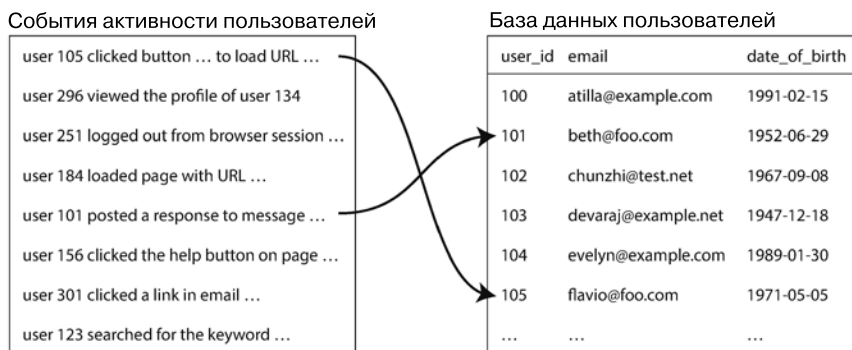 События активности пользователей
user 105 clicked button … to load URL …
user 296 viewed the profile of user 134
user 251 logged out from browser session …
user 184 loaded page with URL …
user 101 posted a response to message …
user 156 clicked the help button on page …
user 301 clicked a link in email …
user 123 searched for the keyword …
База данных пользователей
user_id email date_of_birth
100 atilla@example.com 1991-02-15
101 beth@foo.com 1952-06-29
102 chunzhi@test.net 1967-09-08
103 devaraj@example.net 1947-12-18
104 evelyn@example.com 1989-01-30
105 flavio@foo.com 1971-05-05
… … …